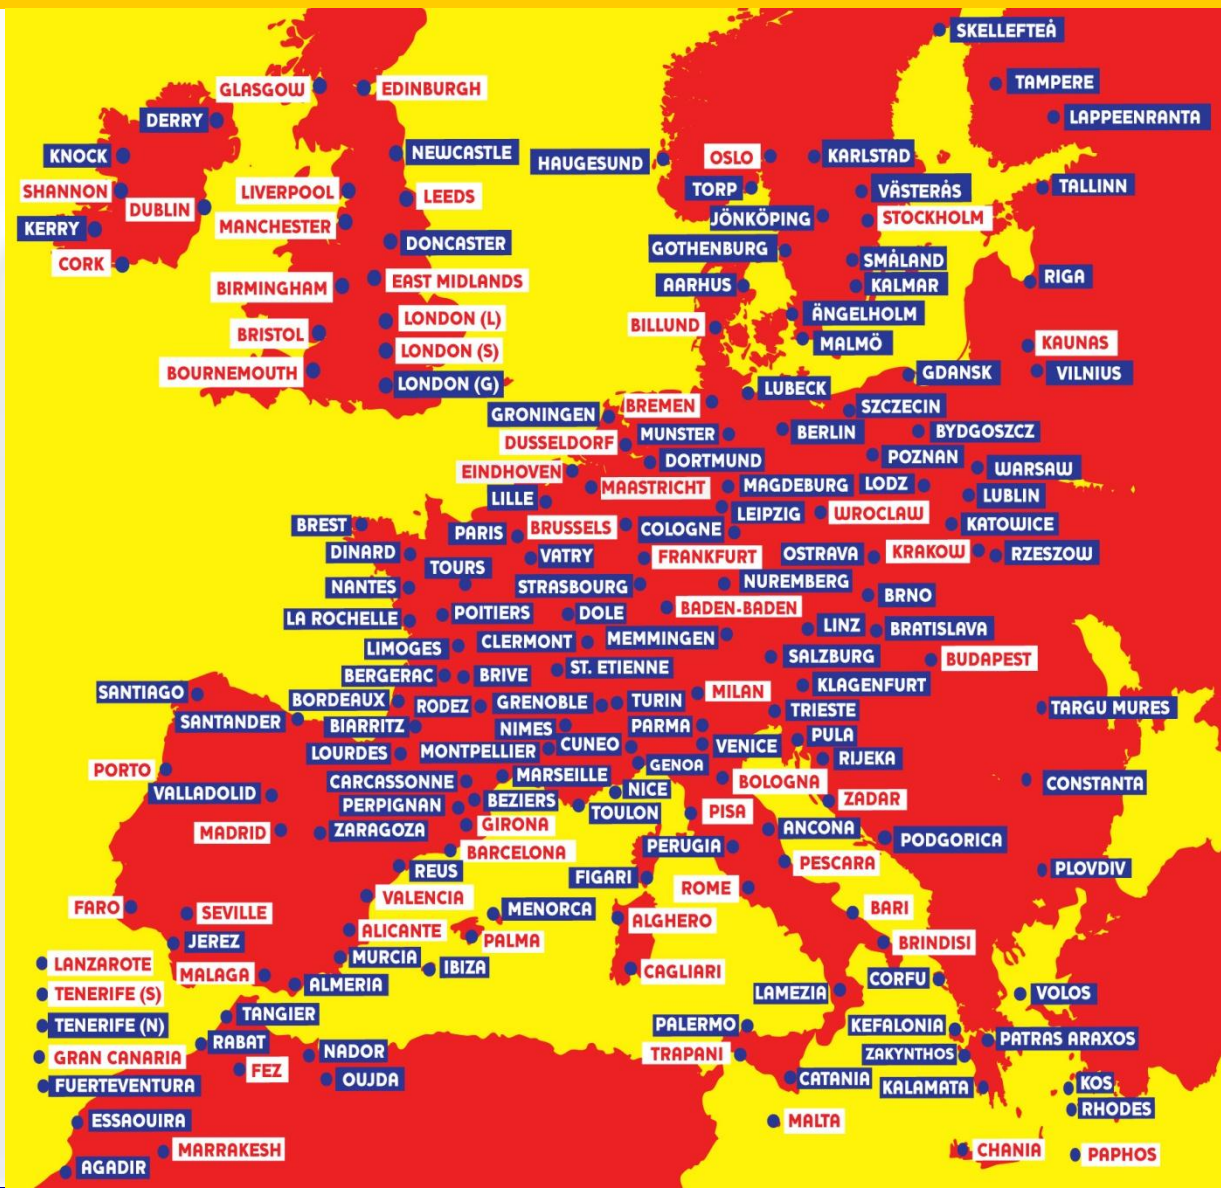 SKELLEFTEÅ
TAMPERE
GLASGOW
EDINBURGH
LAPPEENRANTA
DERRY
NEWCASTLE
KNOCK
HAUGESUND
OSLO
KARLSTAD
SHANNON
LIVERPOOL
LEEDS
TORP
VÄSTERÅS
TALLINN
DUBLIN
MANCHESTER
JÖNKÖPING
STOCKHOLM
KERRY
DONCASTER
GOTHENBURG
CORK
SMÅLAND
EAST MIDLANDS
RIGA
BIRMINGHAM
AARHUS
KALMAR
LONDON (L)
ÄNGELHOLM
BRISTOL
BILLUND
LONDON (S)
MALMÖ
KAUNAS
BOURNEMOUTH
LONDON (G)
LUBECK
GDANSK
VILNIUS
GRONINGEN
BREMEN
SZCZECIN
DUSSELDORF
MUNSTER
BERLIN
BYDGOSZCZ
EINDHOVEN
DORTMUND
POZNAN
WARSAW
LILLE
MAASTRICHT
MAGDEBURG
LODZ
LUBLIN
BREST
PARIS
BRUSSELS
COLOGNE
LEIPZIG
WROCLAW
KATOWICE
DINARD
VATRY
FRANKFURT
OSTRAVA
KRAKOW
RZESZOW
TOURS
NANTES
STRASBOURG
NUREMBERG
BRNO
LA ROCHELLE
POITIERS
DOLE
BADEN-BADEN
LIMOGES
CLERMONT
MEMMINGEN
LINZ
BRATISLAVA
BERGERAC
BRIVE
ST. ETIENNE
SALZBURG
BUDAPEST
SANTIAGO
BORDEAUX
RODEZ
GRENOBLE
TURIN
MILAN
KLAGENFURT
SANTANDER
BIARRITZ
NIMES
PARMA
TRIESTE
TARGU MURES
LOURDES
MONTPELLIER
CUNEO
VENICE
PULA
PORTO
CARCASSONNE
MARSEILLE
GENOA
BOLOGNA
RIJEKA
VALLADOLID
PERPIGNAN
BEZIERS
NICE
ZADAR
CONSTANTA
MADRID
ZARAGOZA
GIRONA
TOULON
PISA
ANCONA
PODGORICA
BARCELONA
PERUGIA
PESCARA
REUS
FIGARI
ROME
PLOVDIV
FARO
SEVILLE
VALENCIA
MENORCA
ALGHERO
BARI
JEREZ
ALICANTE
PALMA
BRINDISI
LANZAROTE
MALAGA
MURCIA
IBIZA
CAGLIARI
CORFU
TENERIFE (S)
ALMERIA
LAMEZIA
VOLOS
TENERIFE (N)
TANGIER
PALERMO
KEFALONIA
GRAN CANARIA
RABAT
NADOR
TRAPANI
ZAKYNTHOS
PATRAS ARAXOS
FUERTEVENTURA
FEZ
OUJDA
CATANIA
KALAMATA
KOS
ESSAOUIRA
MALTA
RHODES
MARRAKESH
CHANIA
PAPHOS
AGADIR